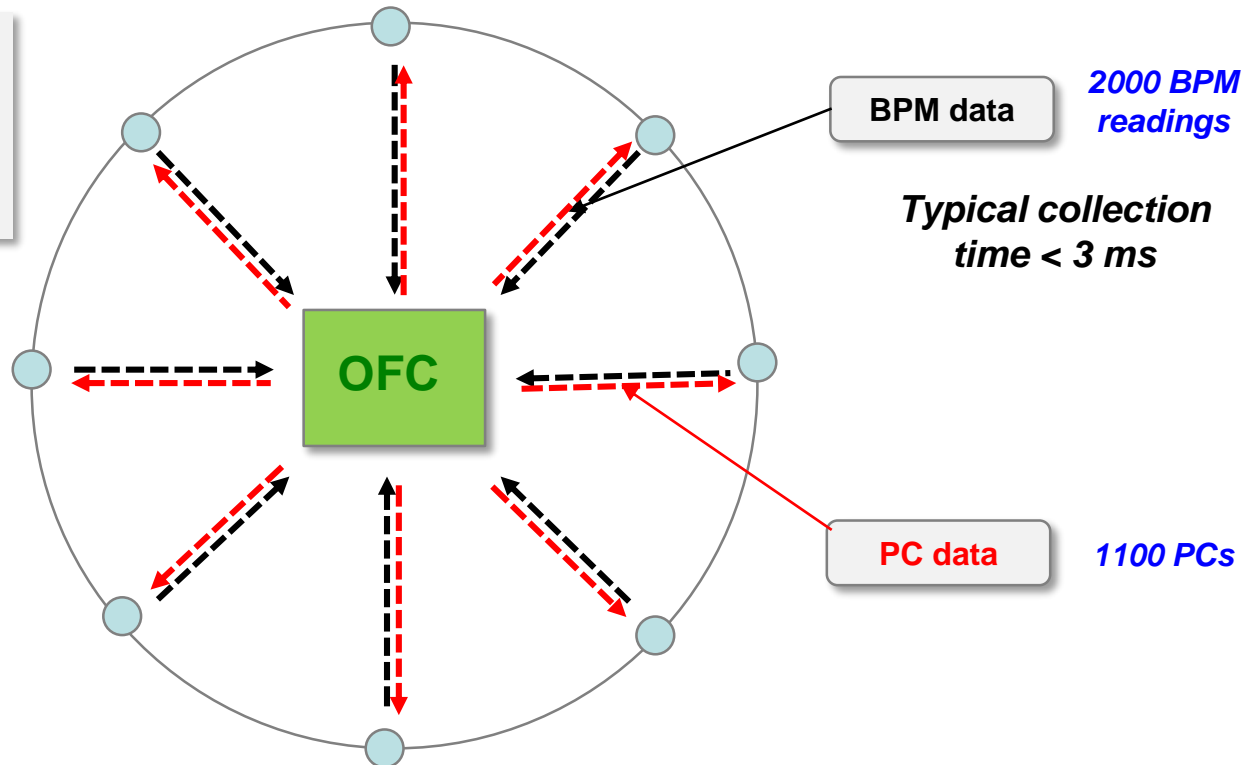 BPM data
2000 BPM
readings
Typical collection
time < 3 ms
OFC
PC data
1100 PCs